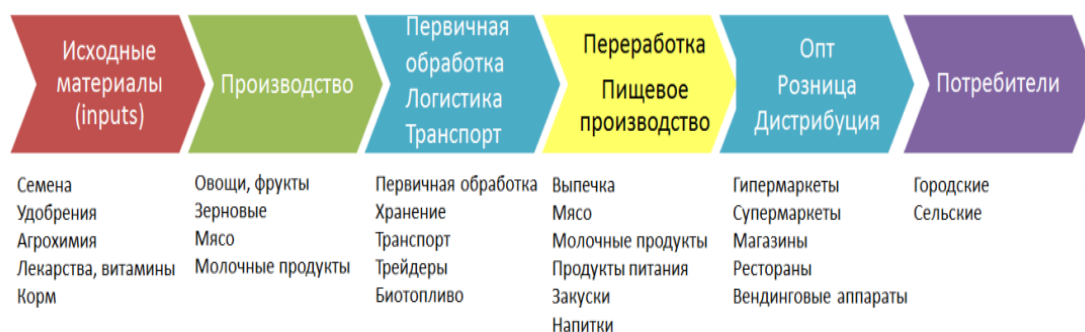 Исходные
материалы
(inputs)
Производство
Первичная
обработка
Логистика
Транспорт
Переработка
Пищевое
производство
Опт
Розница
Дистрибуция
Потребители
Семена
Удобрения
Агрохимия
Лекарства, витамины
Корм
Овощи, фрукты
Зерновые
Мясо
Молочные продукты
Первичная обработка
Хранение
Транспорт
Трейдеры
Биотопливо
Выпечка
Мясо
Молочные продукты
Продукты питания
Закуски
Напитки
Гипермаркеты
Супермаркеты
Магазины
Рестораны
Вендинговые аппараты
Городские
Сельские